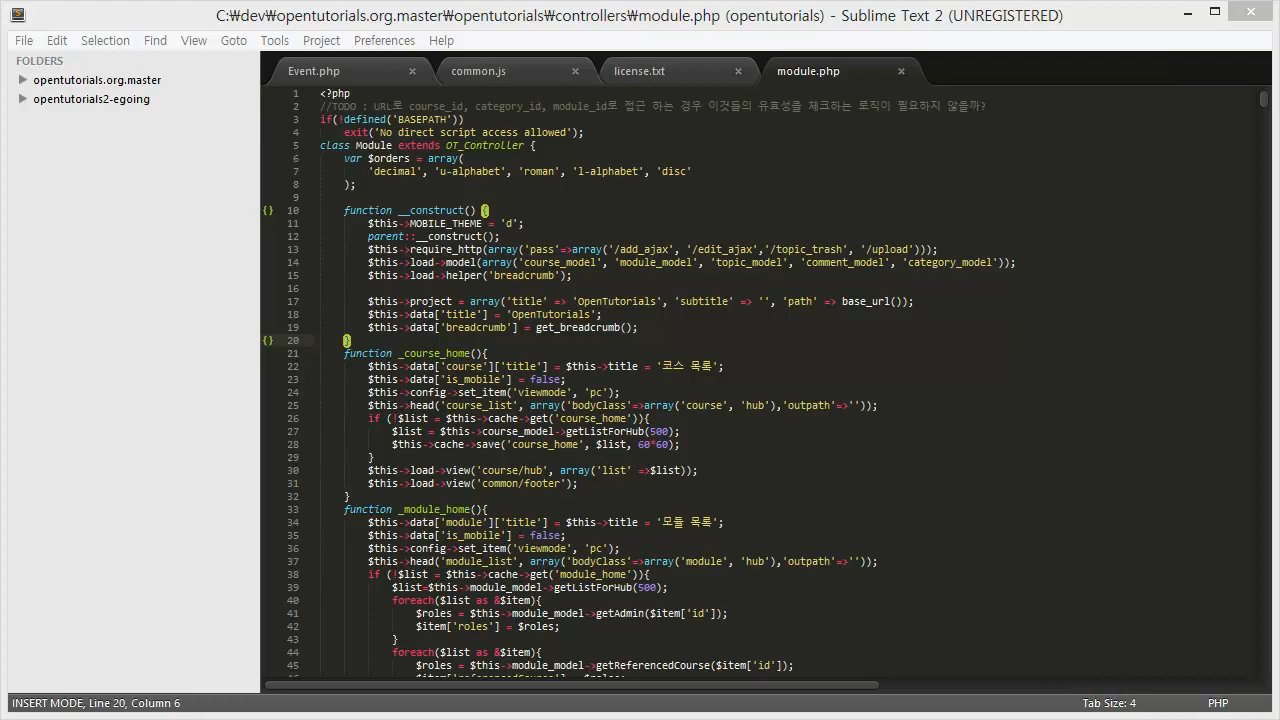 C:₩dev₩opentutorials.org.master₩opentutorials₩controllers₩module.php (opentutorials) - Sublime Text 2 (UNREGISTERED)
File Edit Selection Find View Goto Tools Project Preferences Help
FOLDERS
opentutorials.org.master
opentutorials2-egoing
Event.php × common.js × license.txt × module.php ×
1 <?php
2 //TODO : URL로 course_id, category_id, module_id로 접근 하는 경우 이것들의 유효성을 체크하는 로직이 필요하지 않을까?
3 if(!defined('BASEPATH'))
4 exit('No direct script access allowed');
5 class Module extends OT_Controller {
6 var $orders = array(
7 'decimal', 'u-alphabet', 'roman', 'l-alphabet', 'disc'
8 );
9
{} 10 function __construct() {
11 $this->MOBILE_THEME = 'd';
12 parent::__construct();
13 $this->require_http(array('pass'=>array('/add_ajax', '/edit_ajax','/topic_trash', '/upload')));
14 $this->load->model(array('course_model', 'module_model', 'topic_model', 'comment_model', 'category_model'));
15 $this->load->helper('breadcrumb');
16
17 $this->project = array('title' => 'OpenTutorials', 'subtitle' => '', 'path' => base_url());
18 $this->data['title'] = 'OpenTutorials';
19 $this->data['breadcrumb'] = get_breadcrumb();
{} 20 }
21 function _course_home(){
22 $this->data['course']['title'] = $this->title = '코스 목록';
23 $this->data['is_mobile'] = false;
24 $this->config->set_item('viewmode', 'pc');
25 $this->head('course_list', array('bodyClass'=>array('course', 'hub'),'outpath'=>''));
26 if (!$list = $this->cache->get('course_home')){
27 $list = $this->course_model->getListForHub(500);
28 $this->cache->save('course_home', $list, 60*60);
29 }
30 $this->load->view('course/hub', array('list' =>$list));
31 $this->load->view('common/footer');
32 }
33 function _module_home(){
34 $this->data['module']['title'] = $this->title = '모듈 목록';
35 $this->data['is_mobile'] = false;
36 $this->config->set_item('viewmode', 'pc');
37 $this->head('module_list', array('bodyClass'=>array('module', 'hub'),'outpath'=>''));
38 if (!$list = $this->cache->get('module_home')){
39 $list=$this->module_model->getListForHub(500);
40 foreach($list as &$item){
41 $roles = $this->module_model->getAdmin($item['id']);
42 $item['roles'] = $roles;
43 }
44 foreach($list as &$item){
45 $roles = $this->module_model->getReferencedCourse($item['id']);
INSERT MODE, Line 20, Column 6 Tab Size: 4 PHP